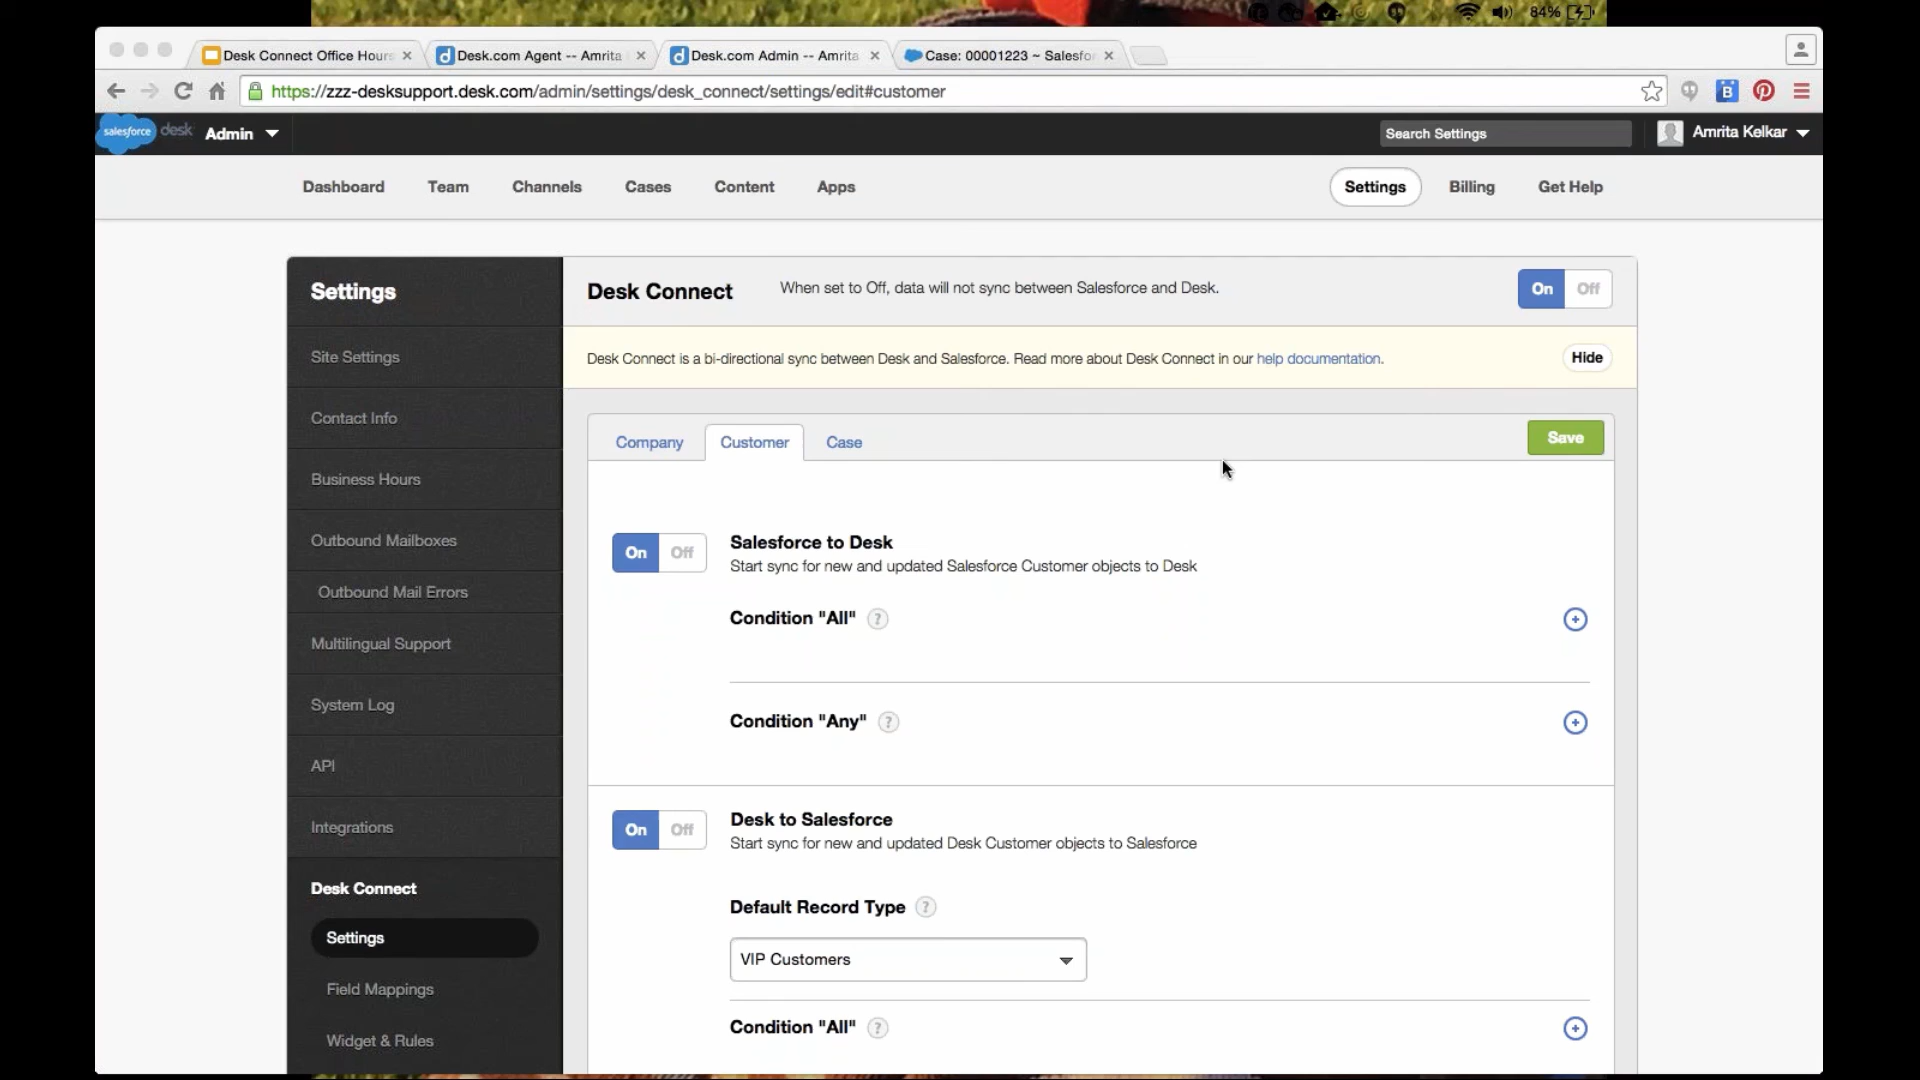 84%
Desk Connect Office Hours
Desk.com Agent -- Amrita
Desk.com Admin -- Amrita
Case: 00001223 ~ Salesfor
https://zzz-desksupport.desk.com/admin/settings/desk_connect/settings/edit#customer
B
salesforce desk Admin
Search Settings
Amrita Kelkar
Dashboard Team Channels Cases Content Apps
Settings Billing Get Help
Settings
Site Settings
Contact Info
Business Hours
Outbound Mailboxes
Outbound Mail Errors
Multilingual Support
System Log
API
Integrations
Desk Connect
Settings
Field Mappings
Widget & Rules
Desk Connect
When set to Off, data will not sync between Salesforce and Desk.
On Off
Desk Connect is a bi-directional sync between Desk and Salesforce. Read more about Desk Connect in our help documentation.
Hide
Company Customer Case
Save
On Off
Salesforce to Desk
Start sync for new and updated Salesforce Customer objects to Desk
Condition "All" ?
Condition "Any" ?
On Off
Desk to Salesforce
Start sync for new and updated Desk Customer objects to Salesforce
Default Record Type ?
VIP Customers
Condition "All" ?